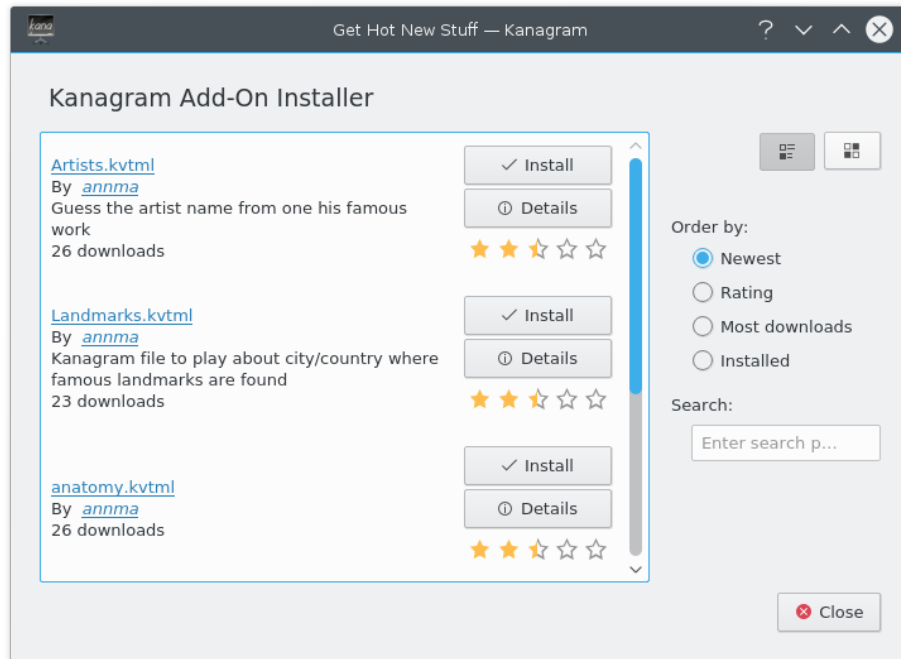 kana
Get Hot New Stuff — Kanagram
?
Kanagram Add-On Installer
Artists.kvtml
By annma
Guess the artist name from one his famous
work
26 downloads
Install
Details
Landmarks.kvtml
By annma
Kanagram file to play about city/country where
famous landmarks are found
23 downloads
Install
Details
anatomy.kvtml
By annma
26 downloads
Install
Details
Order by:
Newest
Rating
Most downloads
Installed
Search:
Enter search p...
Close